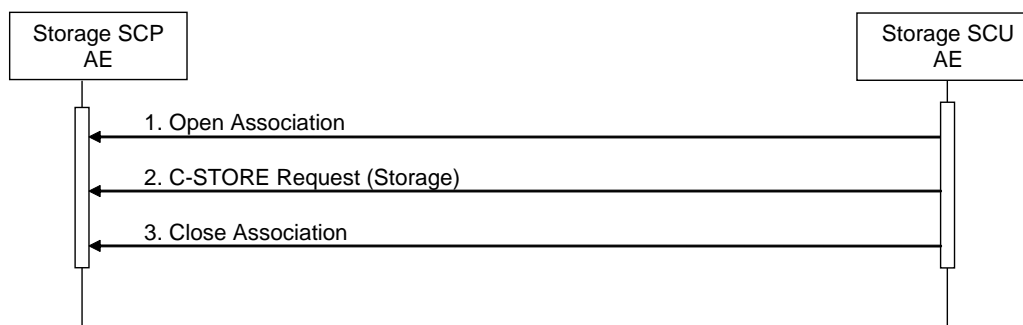 Storage SCP
AE
Storage SCU
AE
1. Open Association
2. C-STORE Request (Storage)
3. Close Association